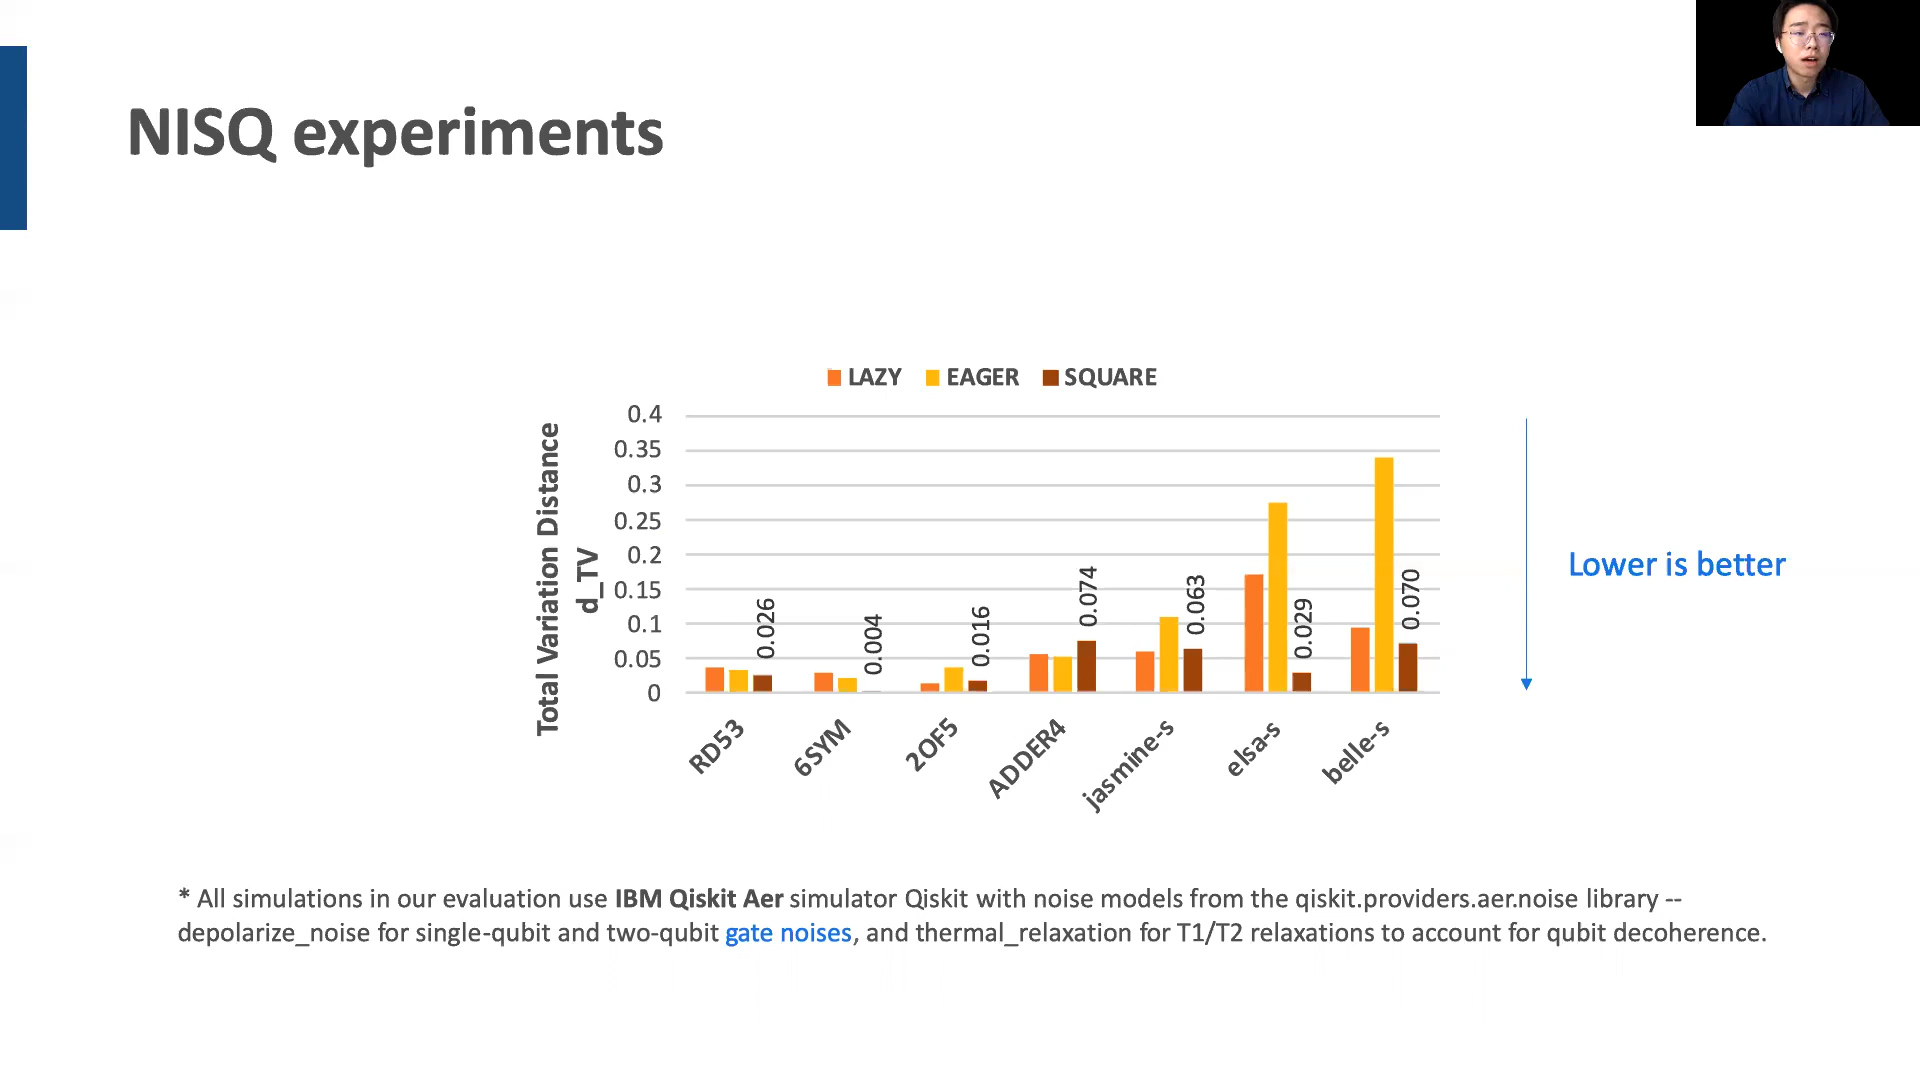 NISQ experiments
LAZY EAGER SQUARE
Total Variation Distance
d_TV
0.4
0.35
0.3
0.25
0.2
0.15
0.1
0.05
0
0.026
0.004
0.016
0.074
0.063
0.029
0.070
RD53
6SYM
2OF5
ADDER4
jasmine-s
elsa-s
belle-s
Lower is better
* All simulations in our evaluation use IBM Qiskit Aer simulator Qiskit with noise models from the qiskit.providers.aer.noise library --
depolarize_noise for single-qubit and two-qubit gate noises, and thermal_relaxation for T1/T2 relaxations to account for qubit decoherence.